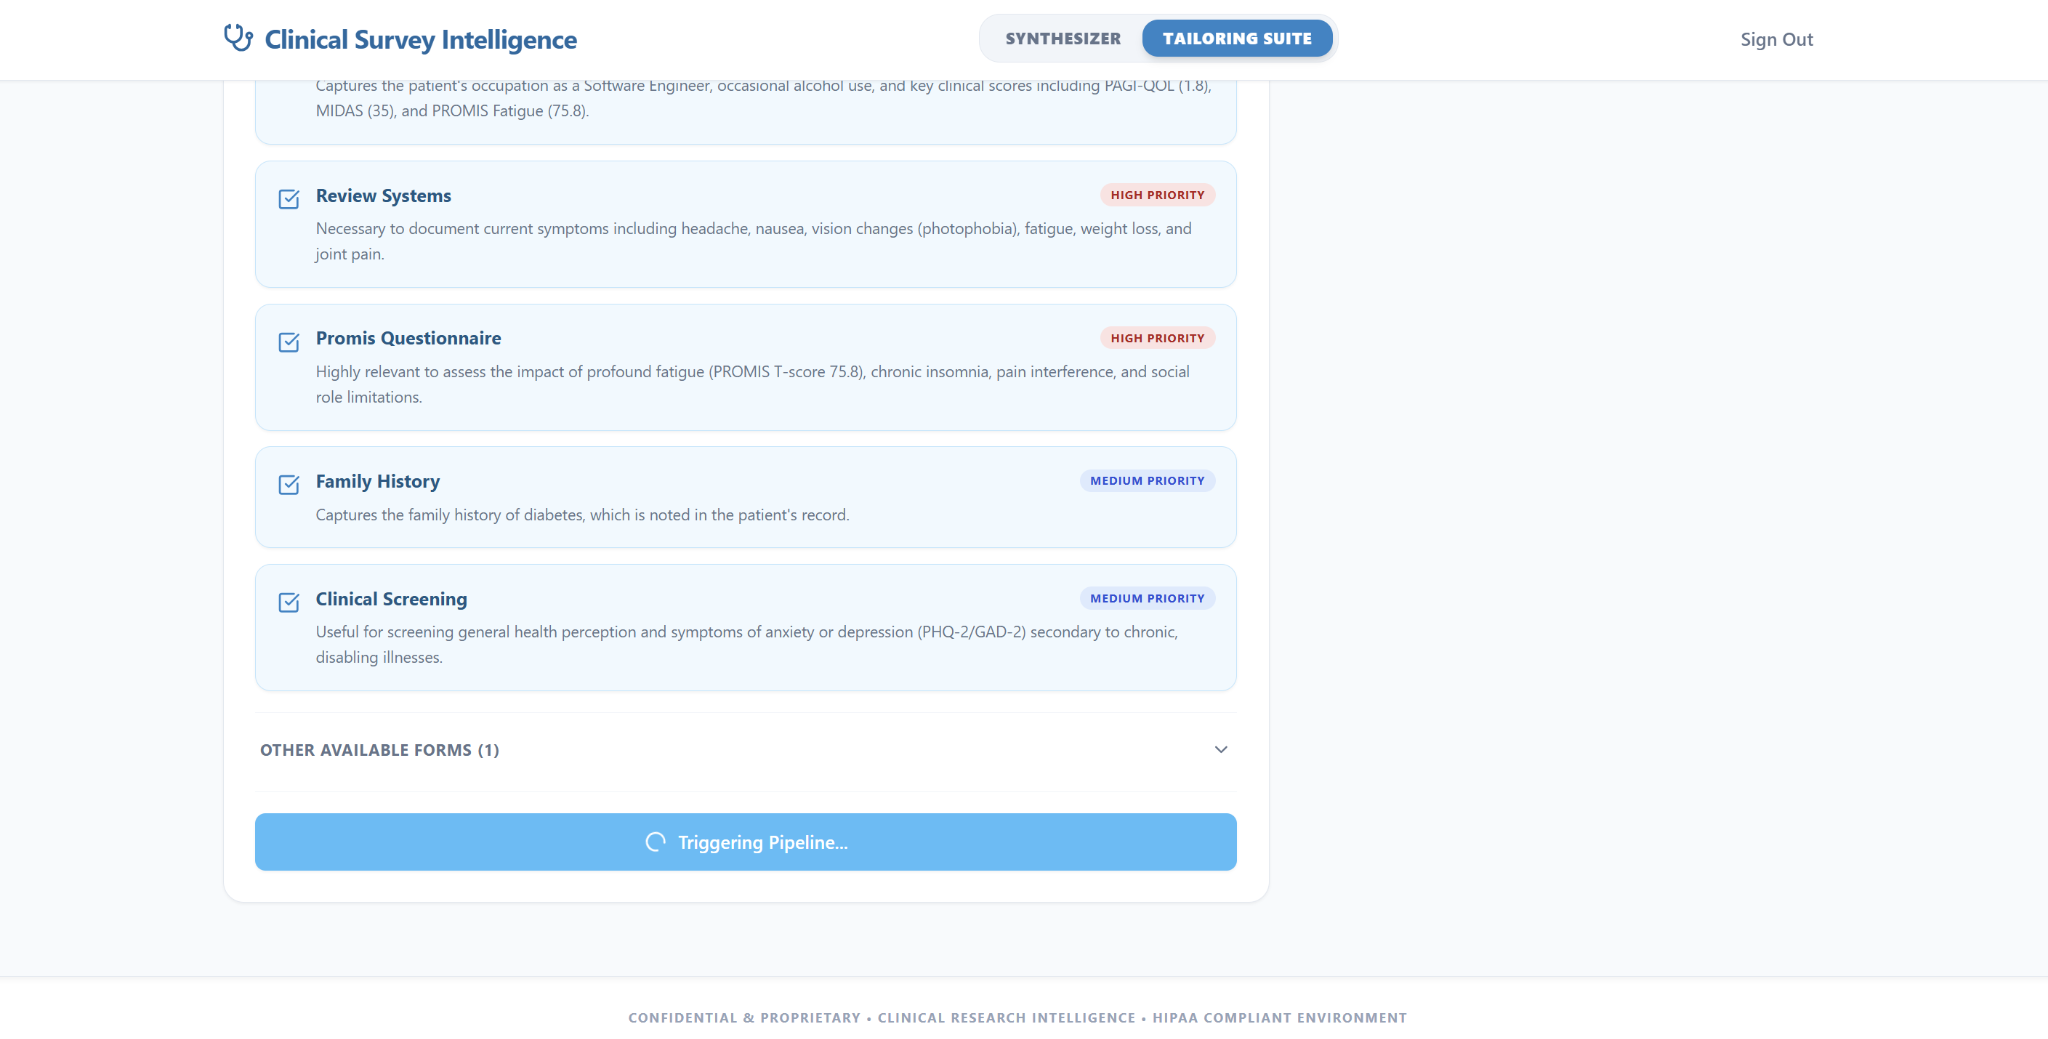 Clinical Survey Intelligence
SYNTHESIZER
TAILORING SUITE
Sign Out
Captures the patient's occupation as a Software Engineer, occasional alcohol use, and key clinical scores including PAGI-QOL (1.8),
MIDAS (35), and PROMIS Fatigue (75.8).
Review Systems
HIGH PRIORITY
Necessary to document current symptoms including headache, nausea, vision changes (photophobia), fatigue, weight loss, and
joint pain.
Promis Questionnaire
HIGH PRIORITY
Highly relevant to assess the impact of profound fatigue (PROMIS T-score 75.8), chronic insomnia, pain interference, and social
role limitations.
Family History
MEDIUM PRIORITY
Captures the family history of diabetes, which is noted in the patient's record.
Clinical Screening
MEDIUM PRIORITY
Useful for screening general health perception and symptoms of anxiety or depression (PHQ-2/GAD-2) secondary to chronic,
disabling illnesses.
OTHER AVAILABLE FORMS (1)
Triggering Pipeline...
CONFIDENTIAL & PROPRIETARY • CLINICAL RESEARCH INTELLIGENCE • HIPAA COMPLIANT ENVIRONMENT